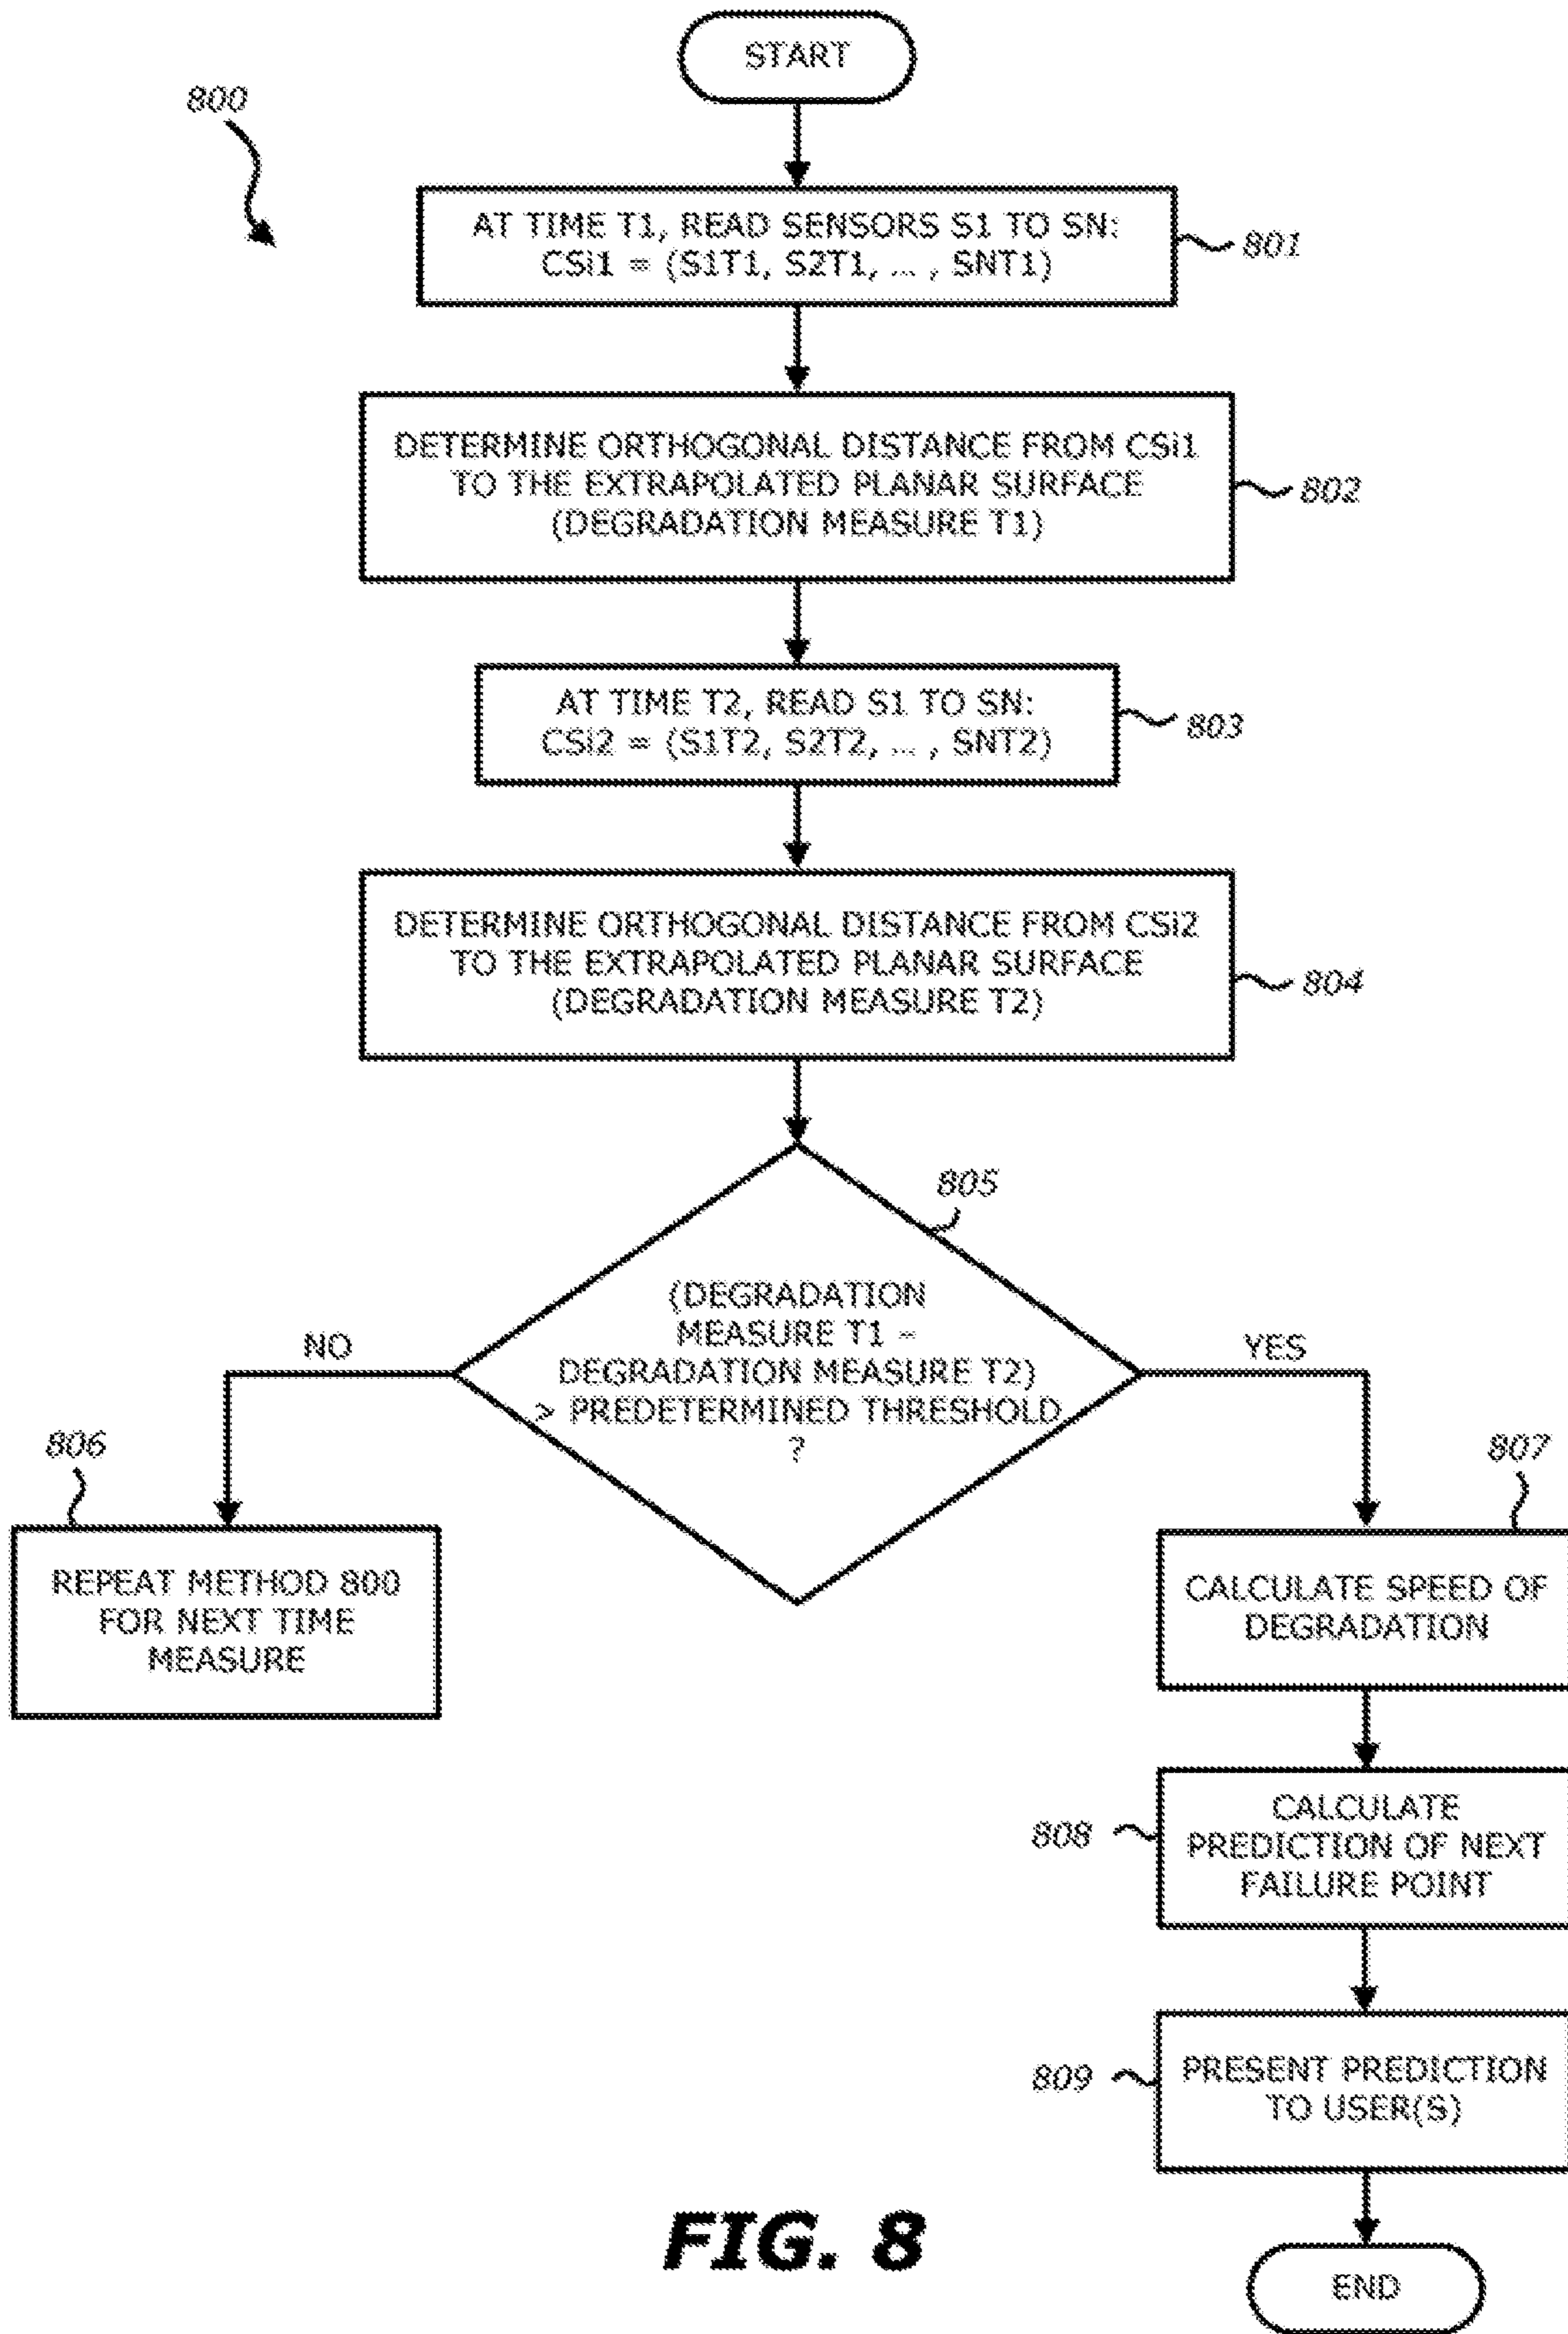 START
800
AT TIME T1, READ SENSORS S1 TO SN:
CSi1 = (S1T1, S2T1, ... , SNT1)
801
DETERMINE ORTHOGONAL DISTANCE FROM CSi1
TO THE EXTRAPOLATED PLANAR SURFACE
(DEGRADATION MEASURE T1)
802
AT TIME T2, READ S1 TO SN:
CSi2 = (S1T2, S2T2, ... , SNT2)
803
DETERMINE ORTHOGONAL DISTANCE FROM CSi2
TO THE EXTRAPOLATED PLANAR SURFACE
(DEGRADATION MEASURE T2)
804
805
(DEGRADATION
MEASURE T1 –
DEGRADATION MEASURE T2)
> PREDETERMINED THRESHOLD
?
NO
YES
806
REPEAT METHOD 800
FOR NEXT TIME
MEASURE
807
CALCULATE SPEED OF
DEGRADATION
808
CALCULATE
PREDICTION OF NEXT
FAILURE POINT
809
PRESENT PREDICTION
TO USER(S)
END
FIG. 8